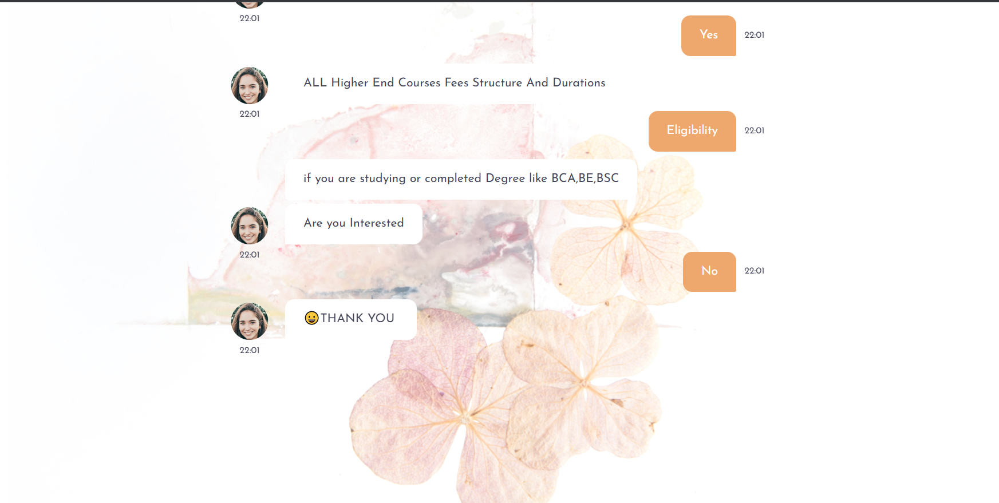 22:01
Yes
22:01
ALL Higher End Courses Fees Structure And Durations
22:01
Eligibility
22:01
if you are studying or completed Degree like BCA,BE,BSC
Are you Interested
22:01
No
22:01
😀THANK YOU
22:01